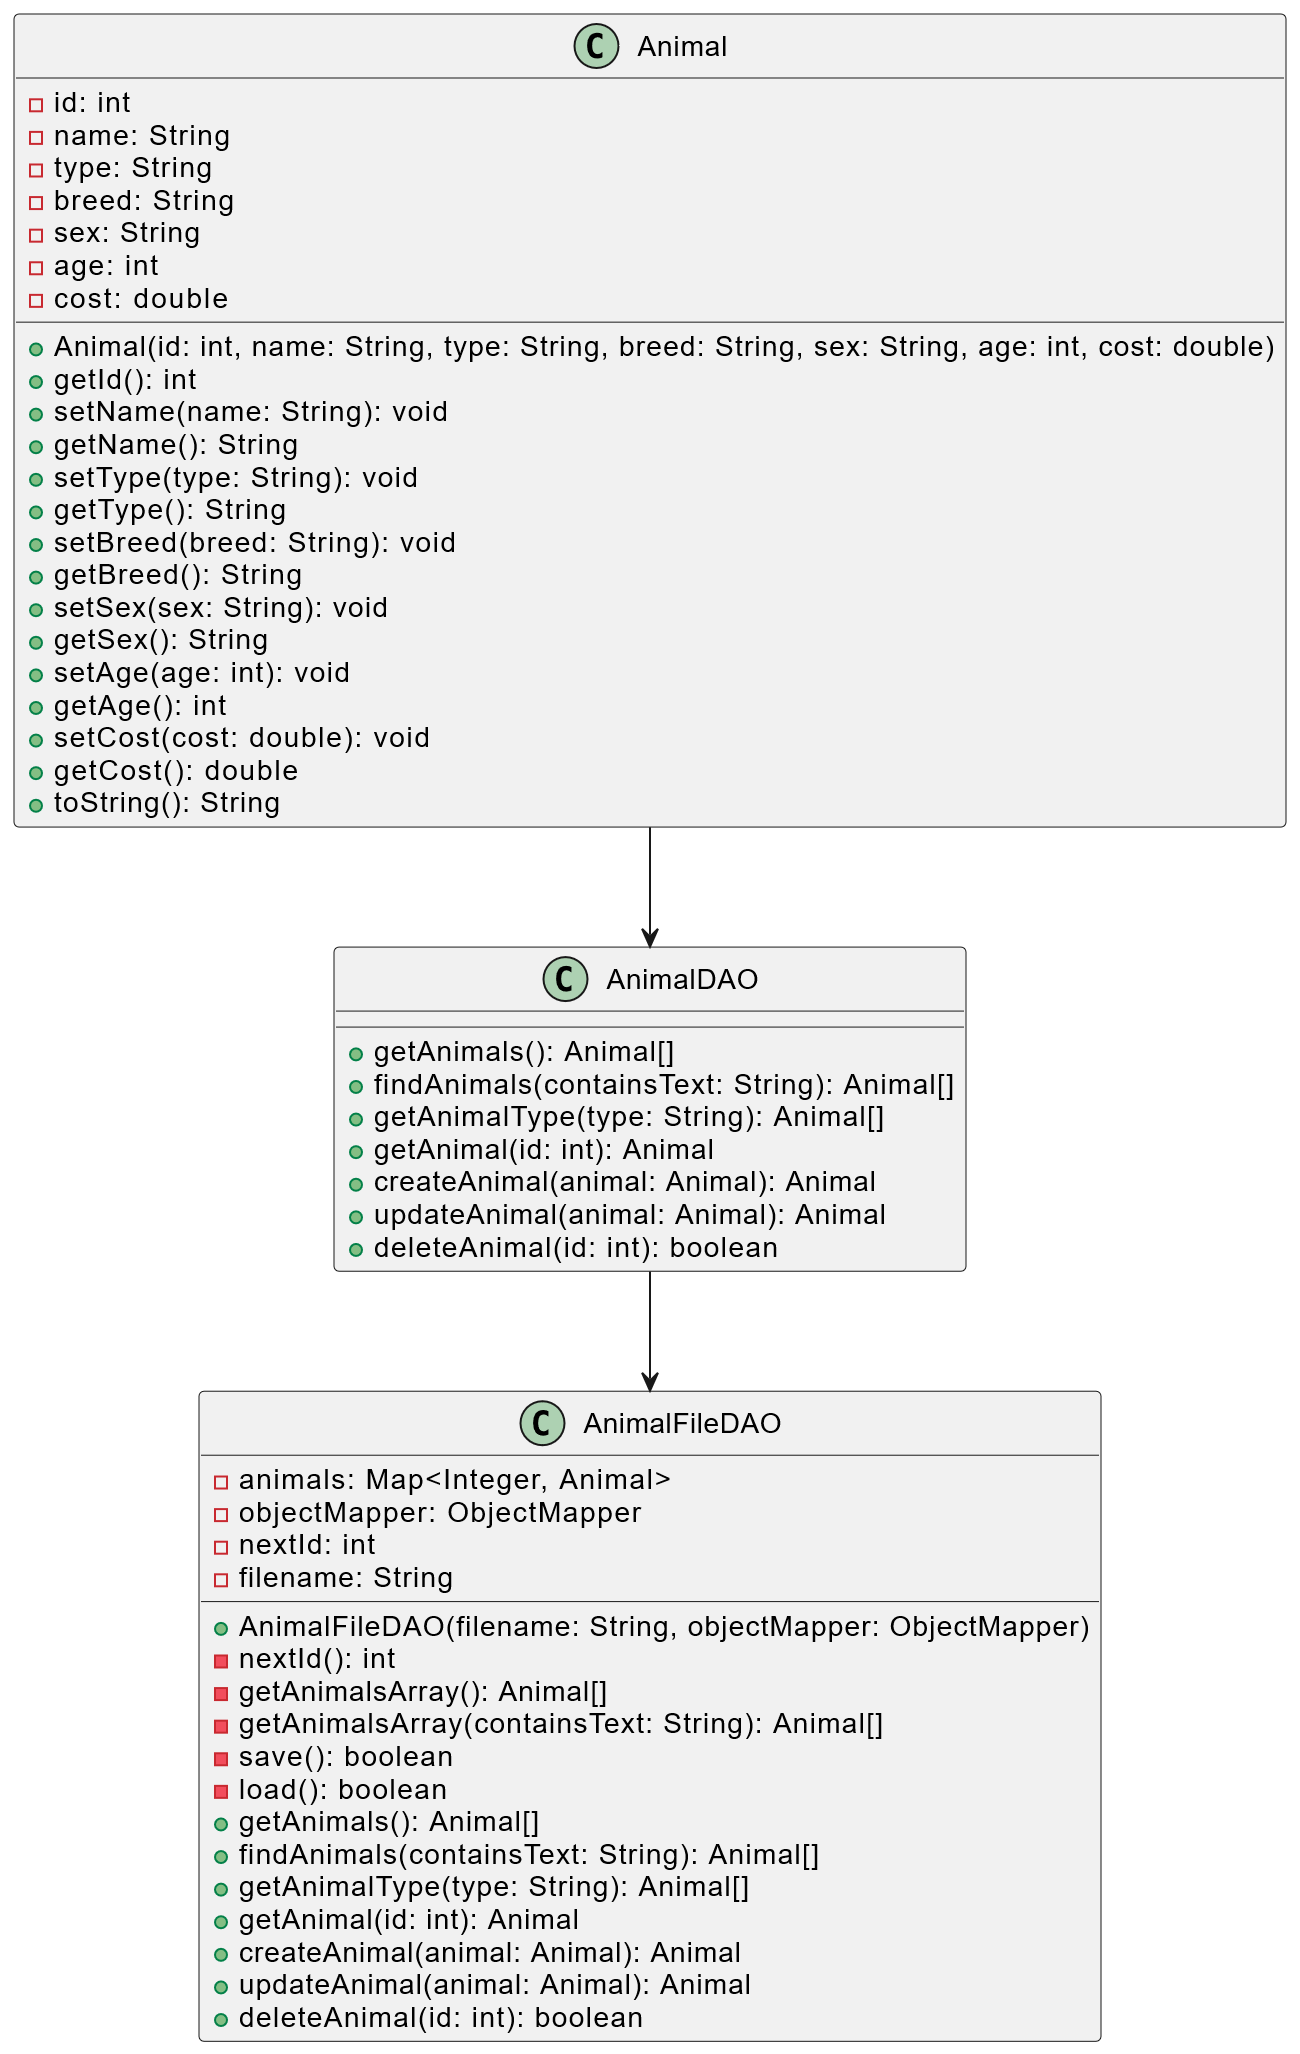 C Animal
id: int
name: String
type: String
breed: String
sex: String
age: int
cost: double
Animal(id: int, name: String, type: String, breed: String, sex: String, age: int, cost: double)
getId(): int
setName(name: String): void
getName(): String
setType(type: String): void
getType(): String
setBreed(breed: String): void
getBreed(): String
setSex(sex: String): void
getSex(): String
setAge(age: int): void
getAge(): int
setCost(cost: double): void
getCost(): double
toString(): String
C AnimalDAO
getAnimals(): Animal[]
findAnimals(containsText: String): Animal[]
getAnimalType(type: String): Animal[]
getAnimal(id: int): Animal
createAnimal(animal: Animal): Animal
updateAnimal(animal: Animal): Animal
deleteAnimal(id: int): boolean
C AnimalFileDAO
animals: Map<Integer, Animal>
objectMapper: ObjectMapper
nextId: int
filename: String
AnimalFileDAO(filename: String, objectMapper: ObjectMapper)
nextId(): int
getAnimalsArray(): Animal[]
getAnimalsArray(containsText: String): Animal[]
save(): boolean
load(): boolean
getAnimals(): Animal[]
findAnimals(containsText: String): Animal[]
getAnimalType(type: String): Animal[]
getAnimal(id: int): Animal
createAnimal(animal: Animal): Animal
updateAnimal(animal: Animal): Animal
deleteAnimal(id: int): boolean